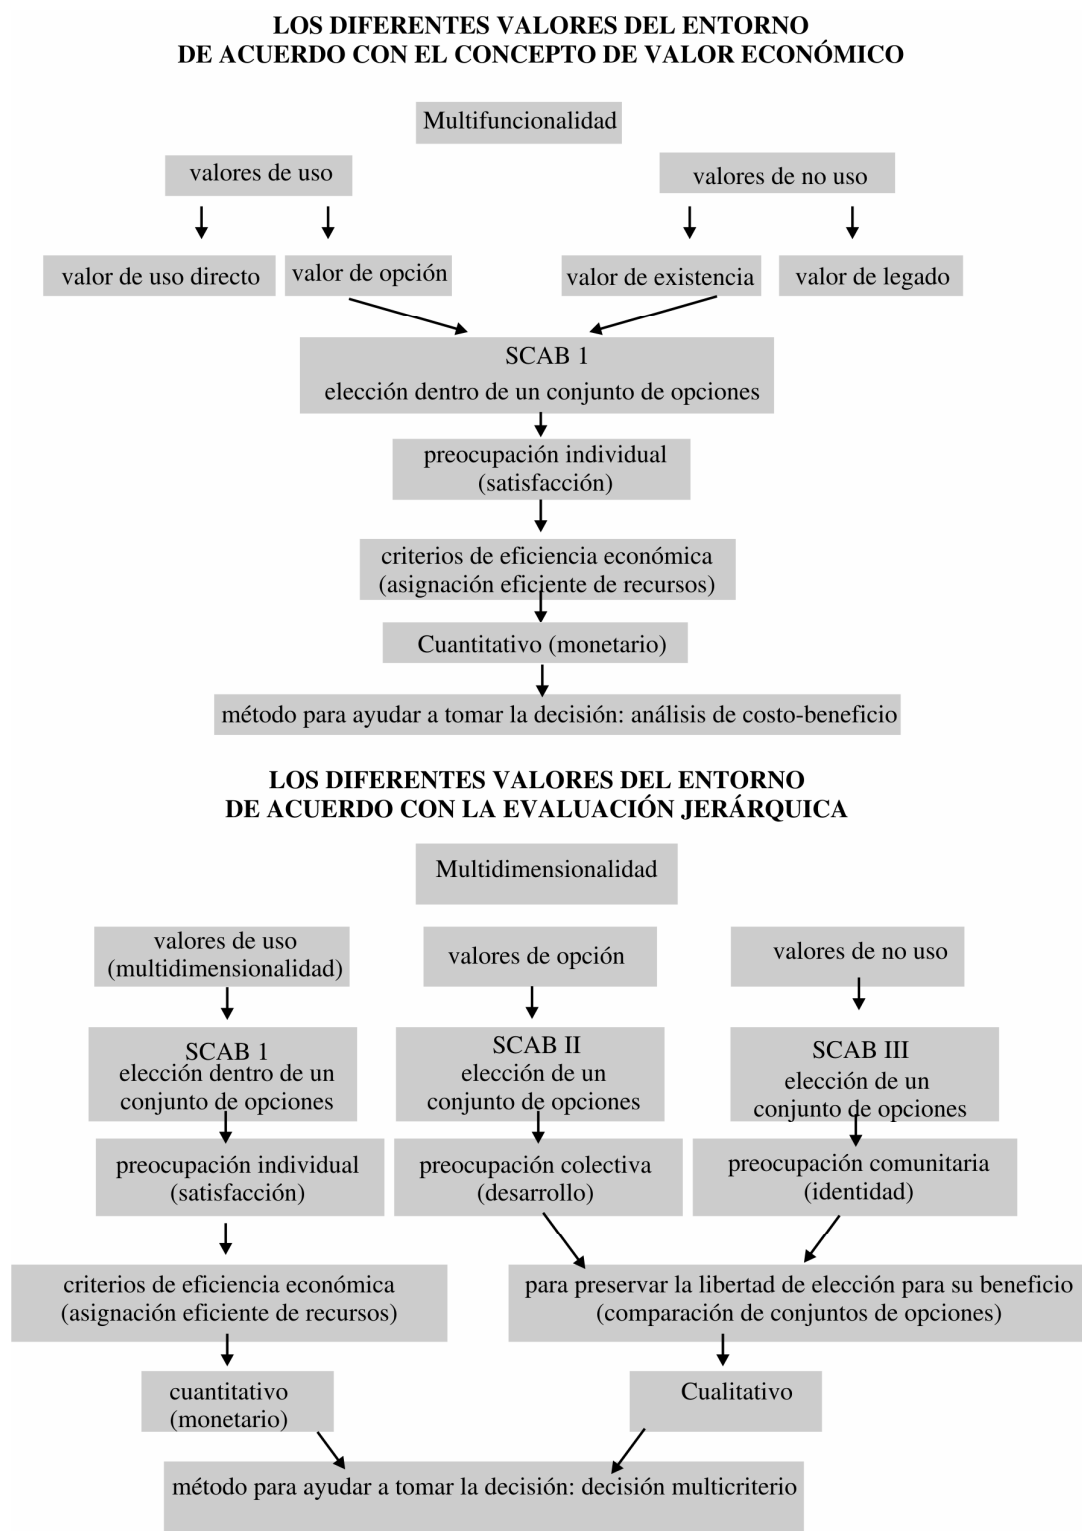 LOS DIFERENTES VALORES DEL ENTORNO
DE ACUERDO CON EL CONCEPTO DE VALOR ECONÓMICO
Multifuncionalidad
valores de uso
valores de no uso
valor de uso directo
valor de opción
valor de existencia
valor de legado
SCAB 1
elección dentro de un conjunto de opciones
preocupación individual
(satisfacción)
criterios de eficiencia económica
(asignación eficiente de recursos)
Cuantitativo (monetario)
método para ayudar a tomar la decisión: análisis de costo-beneficio
LOS DIFERENTES VALORES DEL ENTORNO
DE ACUERDO CON LA EVALUACIÓN JERÁRQUICA
Multidimensionalidad
valores de uso
(multidimensionalidad)
valores de opción
valores de no uso
SCAB 1
elección dentro de un
conjunto de opciones
SCAB II
elección de un
conjunto de opciones
SCAB III
elección de un
conjunto de opciones
preocupación individual
(satisfacción)
preocupación colectiva
(desarrollo)
preocupación comunitaria
(identidad)
criterios de eficiencia económica
(asignación eficiente de recursos)
para preservar la libertad de elección para su beneficio
(comparación de conjuntos de opciones)
cuantitativo
(monetario)
Cualitativo
método para ayudar a tomar la decisión: decisión multicriterio